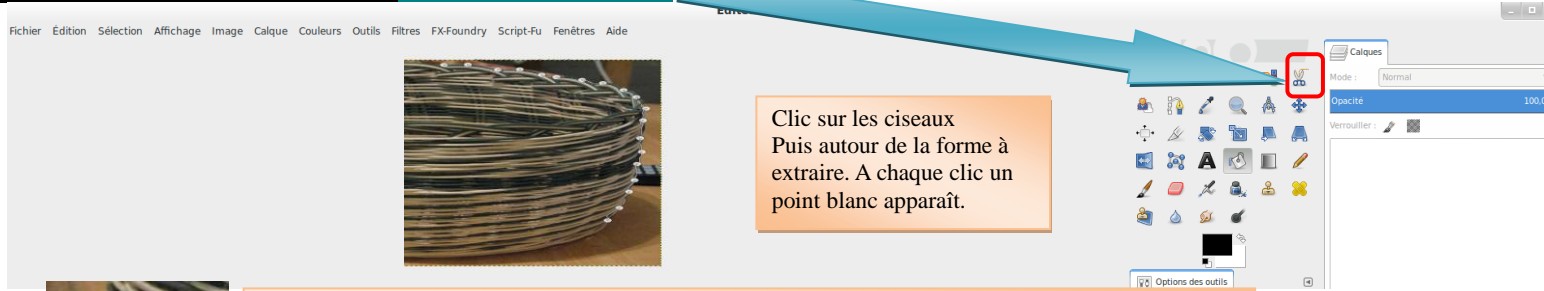 Fichier Édition Sélection Affichage Image Calque Couleurs Outils Filtres FX-Foundry Script-Fu Fenêtres Aide
Calques
Mode : Normal
Opacité 100,0
Verrouiller :
Clic sur les ciseaux
Puis autour de la forme à
extraire. A chaque clic un
point blanc apparaît.
Options des outils